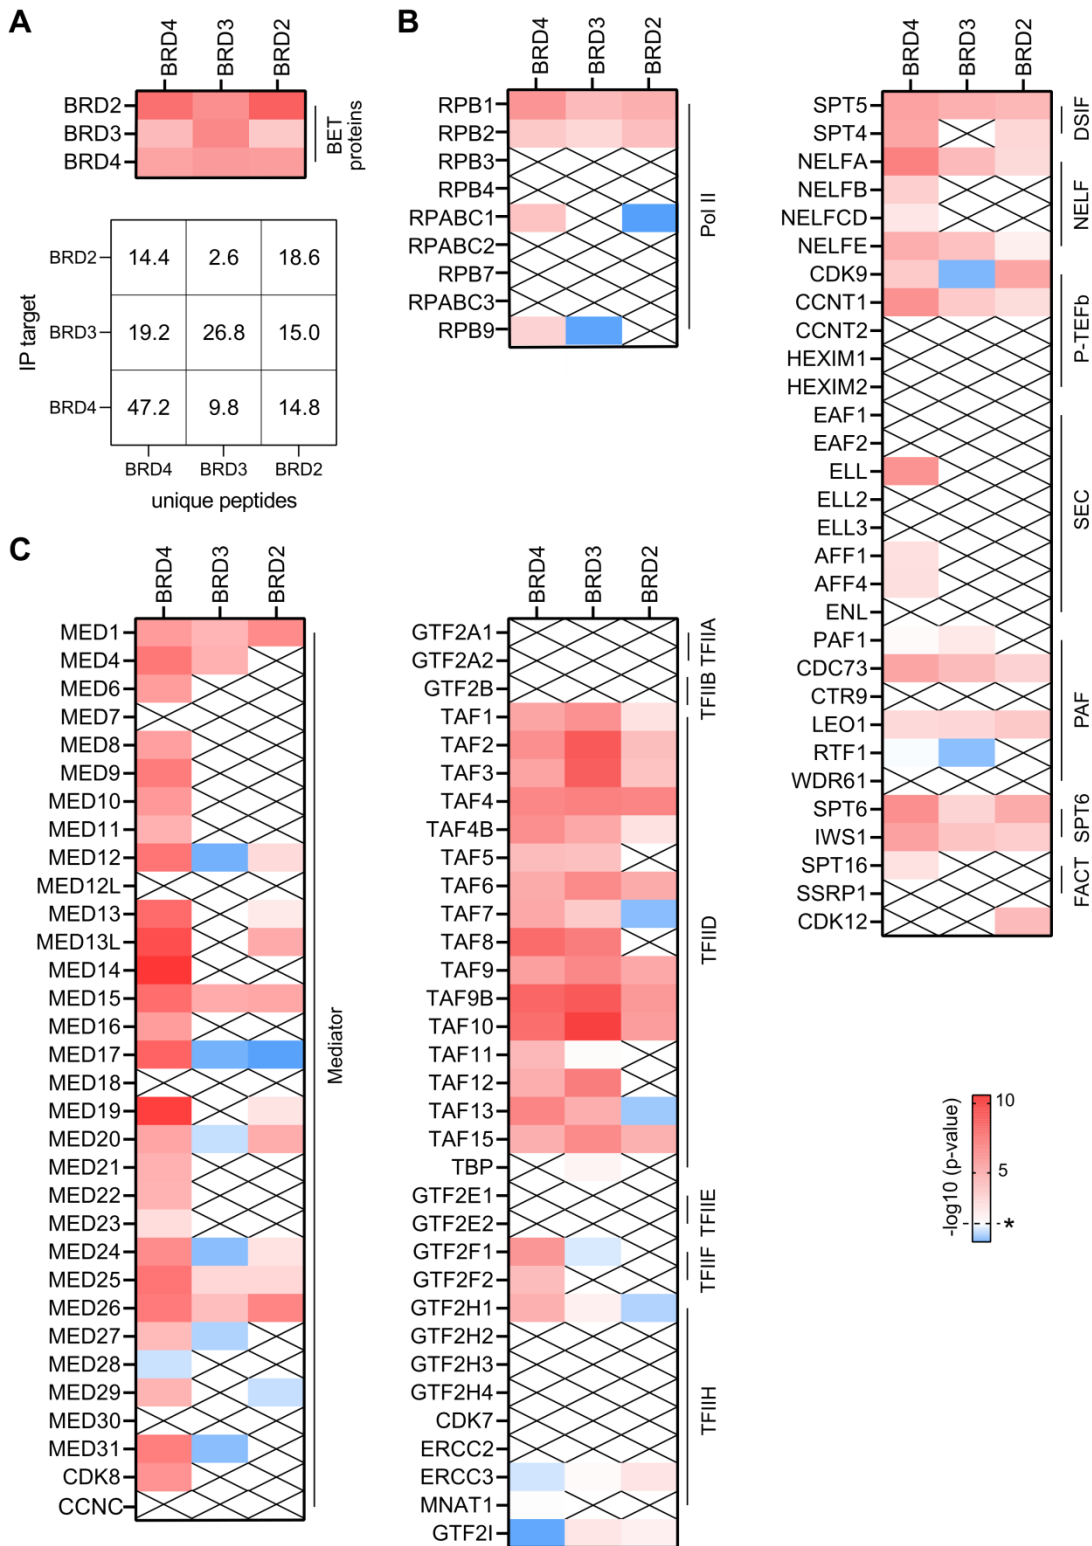 A
BRD4
BRD3
BRD2
BRD2
BRD3
BRD4
BET
proteins
IP target
BRD2
14.4
2.6
18.6
BRD3
19.2
26.8
15.0
BRD4
47.2
9.8
14.8
BRD4
BRD3
BRD2
unique peptides
B
BRD4
BRD3
BRD2
RPB1
RPB2
RPB3
RPB4
RPABC1
RPABC2
RPB7
RPABC3
RPB9
Pol II
BRD4
BRD3
BRD2
SPT5
SPT4
NELFA
NELFB
NELFCD
NELFE
CDK9
CCNT1
CCNT2
HEXIM1
HEXIM2
EAF1
EAF2
ELL
ELL2
ELL3
AFF1
AFF4
ENL
PAF1
CDC73
CTR9
LEO1
RTF1
WDR61
SPT6
IWS1
SPT16
SSRP1
CDK12
DSIF
NELF
P-TEFb
SEC
PAF
SPT6
FACT
C
BRD4
BRD3
BRD2
MED1
MED4
MED6
MED7
MED8
MED9
MED10
MED11
MED12
MED12L
MED13
MED13L
MED14
MED15
MED16
MED17
MED18
MED19
MED20
MED21
MED22
MED23
MED24
MED25
MED26
MED27
MED28
MED29
MED30
MED31
CDK8
CCNC
Mediator
BRD4
BRD3
BRD2
GTF2A1
GTF2A2
GTF2B
TAF1
TAF2
TAF3
TAF4
TAF4B
TAF5
TAF6
TAF7
TAF8
TAF9
TAF9B
TAF10
TAF11
TAF12
TAF13
TAF15
TBP
GTF2E1
GTF2E2
GTF2F1
GTF2F2
GTF2H1
GTF2H2
GTF2H3
GTF2H4
CDK7
ERCC2
ERCC3
MNAT1
GTF2I
TFIIA
TFIIB
TFIID
TFIIE
TFIIF
TFIIH
-log10 (p-value)
10
5
*